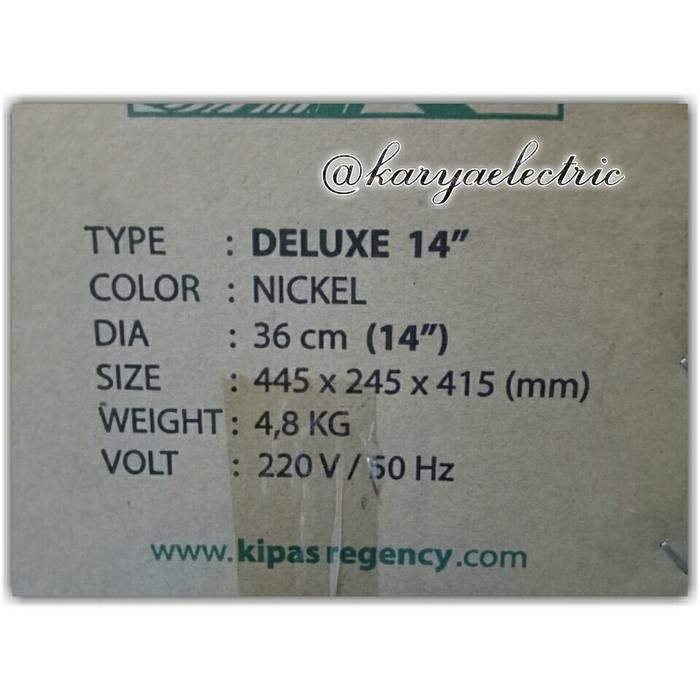 @karyaelectric
TYPE : DELUXE 14”
COLOR : NICKEL
DIA : 36 cm (14”)
SIZE : 445 x 245 x 415 (mm)
WEIGHT : 4,8 KG
VOLT : 220 V / 50 Hz
www.kipasregency.com